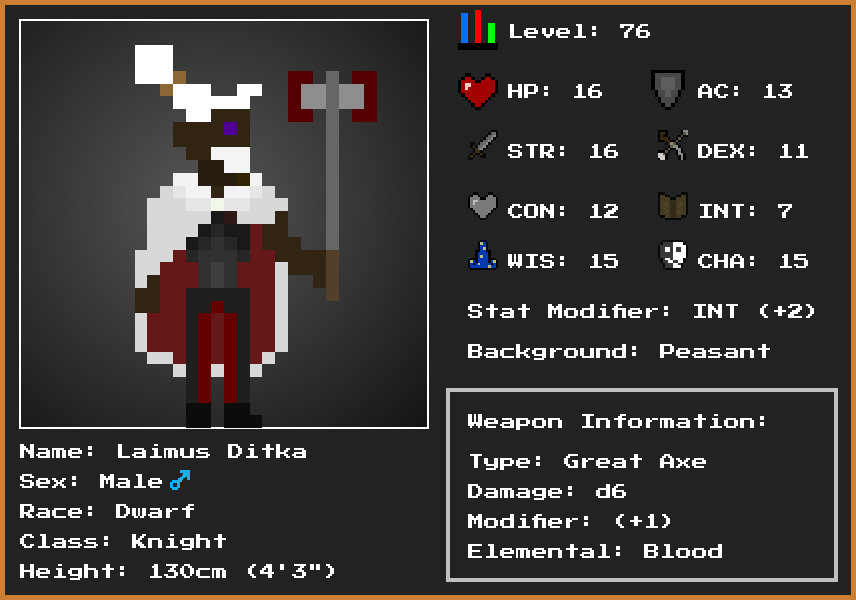 Level: 76
HP: 16 AC: 13
STR: 16 DEX: 11
CON: 12 INT: 7
WIS: 15 CHA: 15
Stat Modifier: INT (+2)
Background: Peasant
Weapon Information:
Type: Great Axe
Damage: d6
Modifier: (+1)
Elemental: Blood
Name: Laimus Ditka
Sex: Male ♂
Race: Dwarf
Class: Knight
Height: 130cm (4'3")